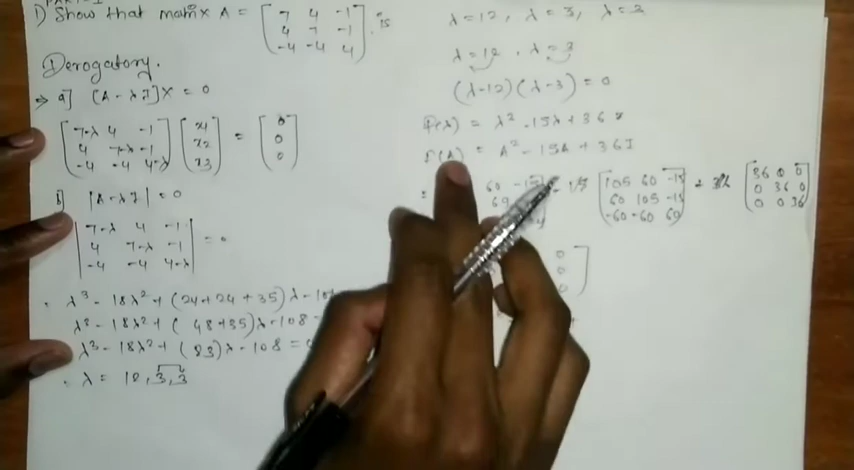 1) Show that matrix A = [ 7 4 -1 is
4 7 -1
-4 -4 4 ]
Derogatory.
→ a] [A - λI]X = 0
[ 7-λ 4 -1 ] [ x1 ] = [ 0 ]
[ 4 7-λ -1 ] [ x2 ] [ 0 ]
[ -4 -4 4-λ ] [ x3 ] [ 0 ]
|A - λI| = 0
| 7-λ 4 -1 |
| 4 7-λ -1 | = 0
| -4 -4 4-λ |
λ³ - 18λ² + (24+24+35)λ - 10
λ³ - 18λ² + ( 48+35)λ - 108
λ³ - 18λ² + ( 83)λ - 108 =
∴ λ = 12, 3, 3
λ=12, λ=3, λ=3
λ=12, λ=3
(λ-12)(λ-3) = 0
λ² - 15λ + 36
= A² - 15A + 36I
= 60 -15 - 15 [ 105 60 -15 ] + [ 36 0 0 ]
[ 60 105 -15 ] [ 0 36 0 ]
[ -60 -60 60 ] [ 0 0 36 ]
0
0